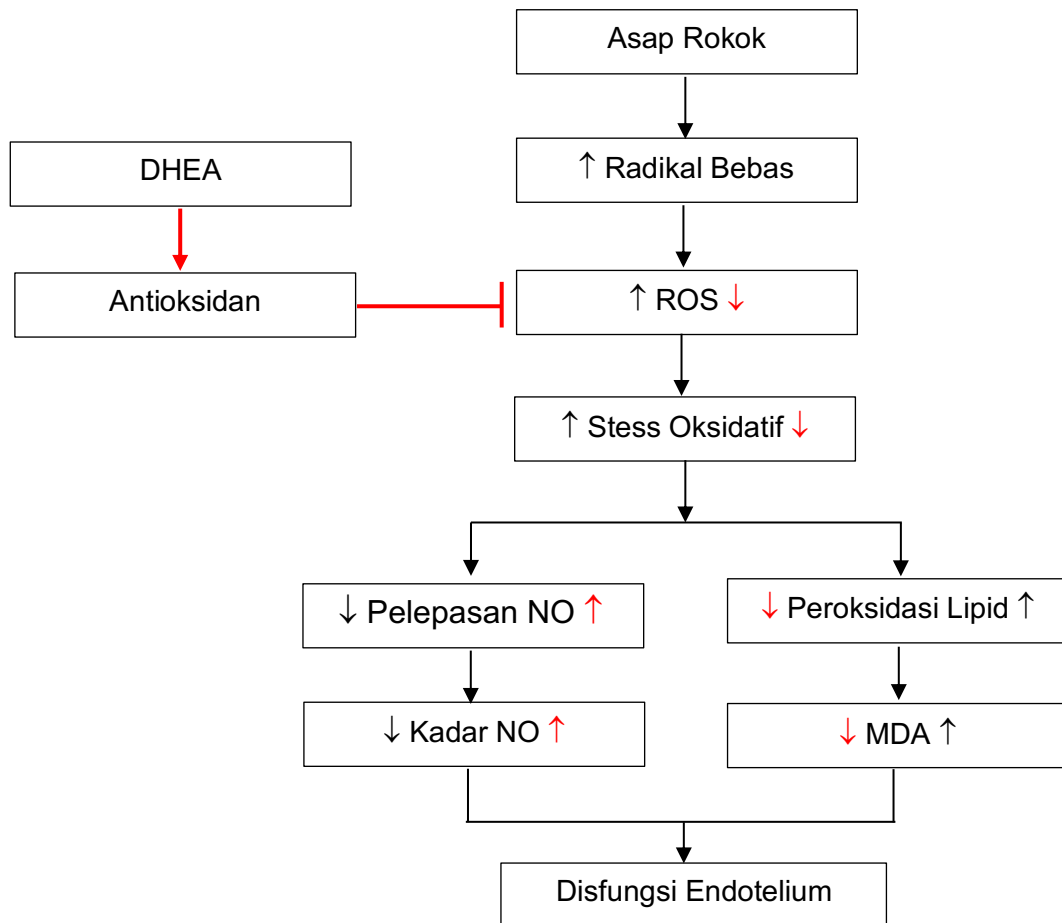 Asap Rokok
DHEA
↑ Radikal Bebas
Antioksidan
↑ ROS ↓
↑ Stess Oksidatif ↓
↓ Pelepasan NO ↑
↓ Peroksidasi Lipid ↑
↓ Kadar NO ↑
↓ MDA ↑
Disfungsi Endotelium